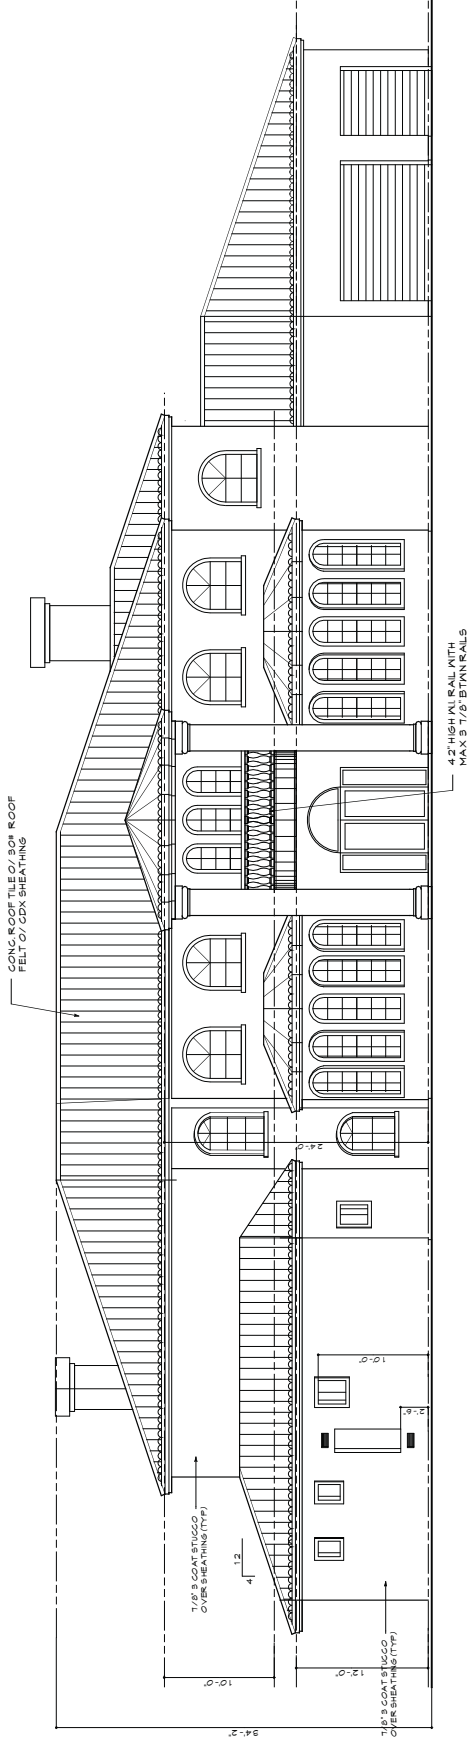 CONC. ROOF TILE O/ 30# ROOF
FELT O/ CDX SHEATHING
42" HIGH W.I. RAIL WITH
MAX 3 7/8" BTWN RAILS
24'-0"
10'-0"
2'-8"
12
4
7/8" 3 COAT STUCCO
OVER SHEATHING (TYP)
7/8" 3 COAT STUCCO
OVER SHEATHING (TYP)
10'-0"
12'-0"
34'-2"